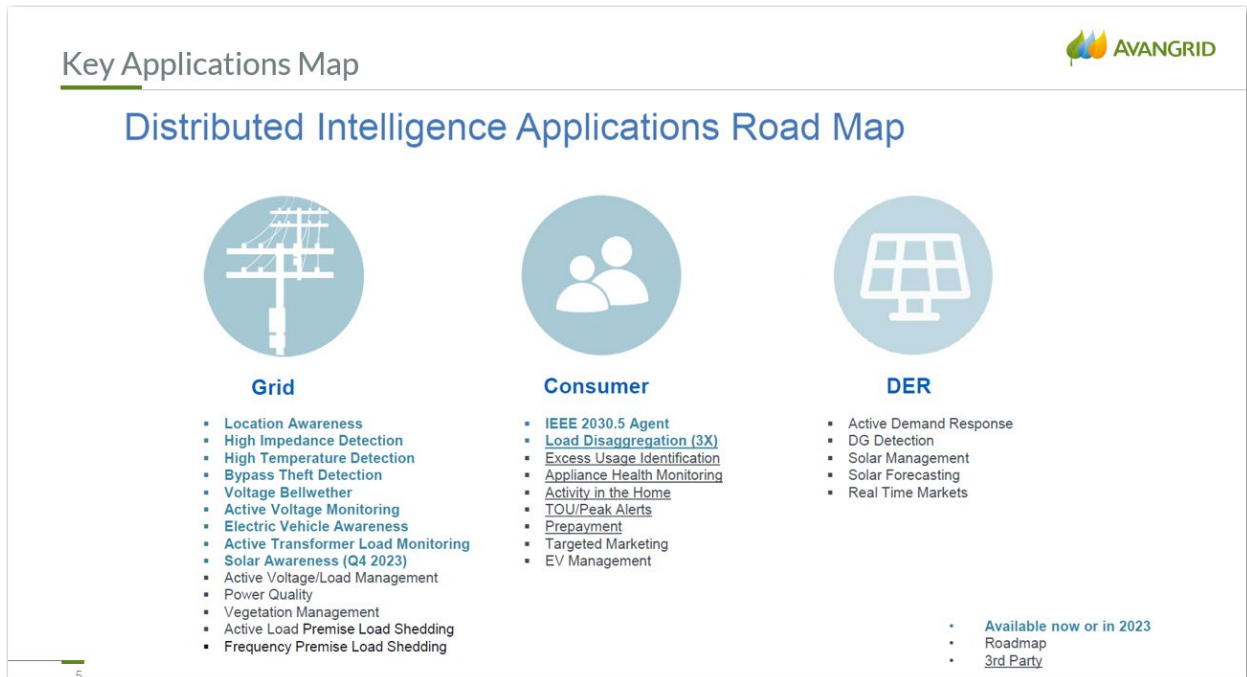 Key Applications Map
AVANGRID
Distributed Intelligence Applications Road Map
Grid
Location Awareness
High Impedance Detection
High Temperature Detection
Bypass Theft Detection
Voltage Bellwether
Active Voltage Monitoring
Electric Vehicle Awareness
Active Transformer Load Monitoring
Solar Awareness (Q4 2023)
Active Voltage/Load Management
Power Quality
Vegetation Management
Active Load Premise Load Shedding
Frequency Premise Load Shedding
Consumer
IEEE 2030.5 Agent
Load Disaggregation (3X)
Excess Usage Identification
Appliance Health Monitoring
Activity in the Home
TOU/Peak Alerts
Prepayment
Targeted Marketing
EV Management
DER
Active Demand Response
DG Detection
Solar Management
Solar Forecasting
Real Time Markets
Available now or in 2023
Roadmap
3rd Party
5